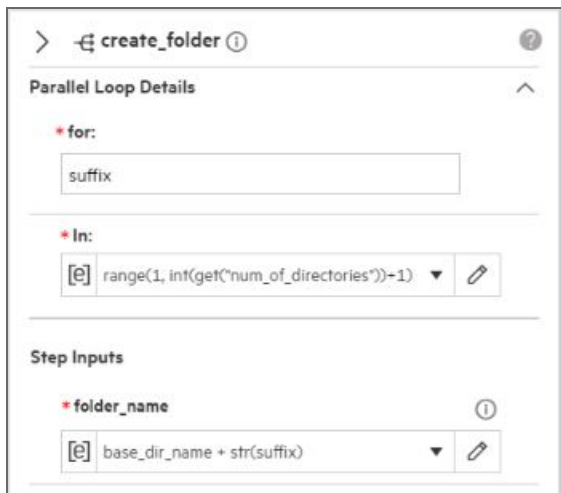 create_folder
Parallel Loop Details
* for:
suffix
* In:
[e] range(1, int(get("num_of_directories"))+1)
Step Inputs
* folder_name
[e] base_dir_name + str(suffix)